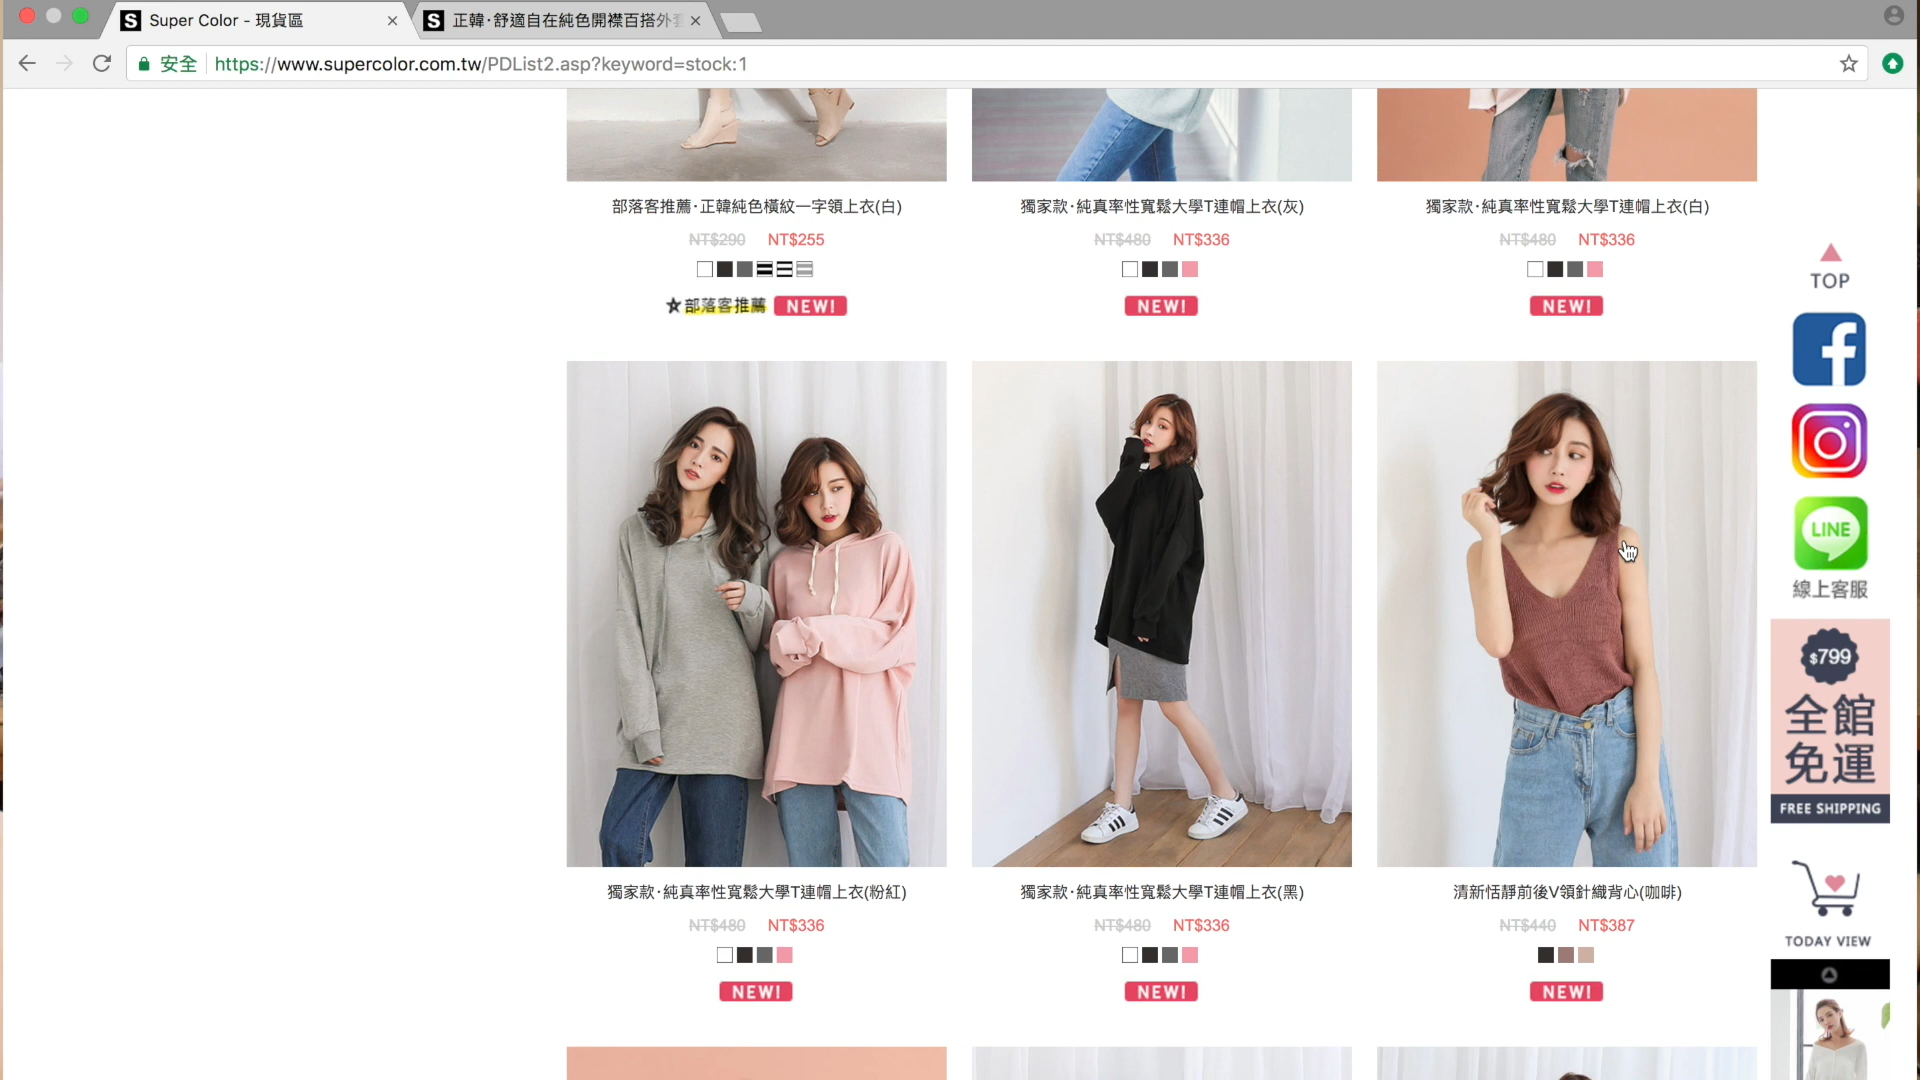 Super Color - 現貨區
正韓·舒適自在純色開襟百搭外套
安全
https://www.supercolor.com.tw/PDList2.asp?keyword=stock:1
部落客推薦·正韓純色橫紋一字領上衣(白)
NT$290 NT$255
★部落客推薦 NEW!
獨家款·純真率性寬鬆大學T連帽上衣(灰)
NT$480 NT$336
NEW!
獨家款·純真率性寬鬆大學T連帽上衣(白)
NT$480 NT$336
NEW!
獨家款·純真率性寬鬆大學T連帽上衣(粉紅)
NT$480 NT$336
NEW!
獨家款·純真率性寬鬆大學T連帽上衣(黑)
NT$480 NT$336
NEW!
清新恬靜前後V領針織背心(咖啡)
NT$440 NT$387
NEW!
TOP
LINE
線上客服
$799
全館
免運
FREE SHIPPING
TODAY VIEW